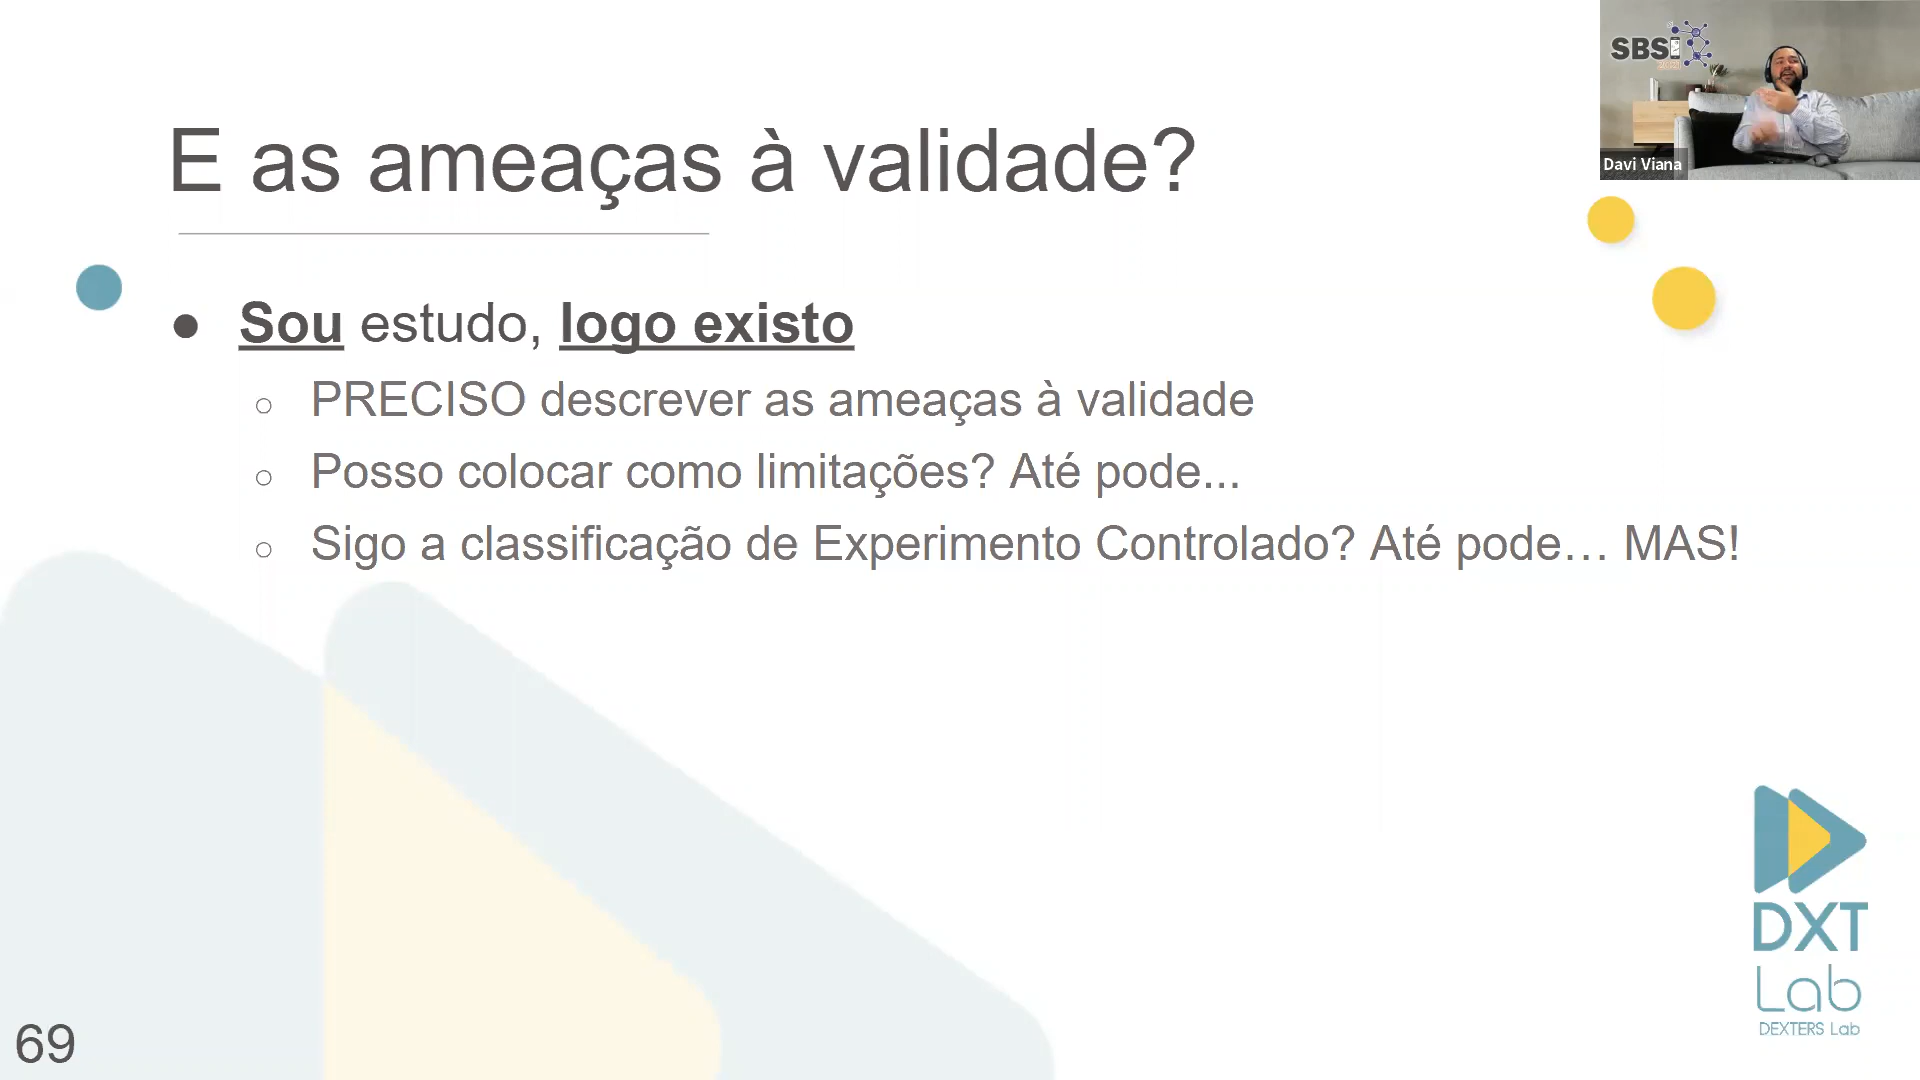 E as ameaças à validade?
SBSI
Davi Viana
● Sou estudo, logo existo
○ PRECISO descrever as ameaças à validade
○ Posso colocar como limitações? Até pode...
○ Sigo a classificação de Experimento Controlado? Até pode… MAS!
DXT
Lab
DEXTERS Lab
69